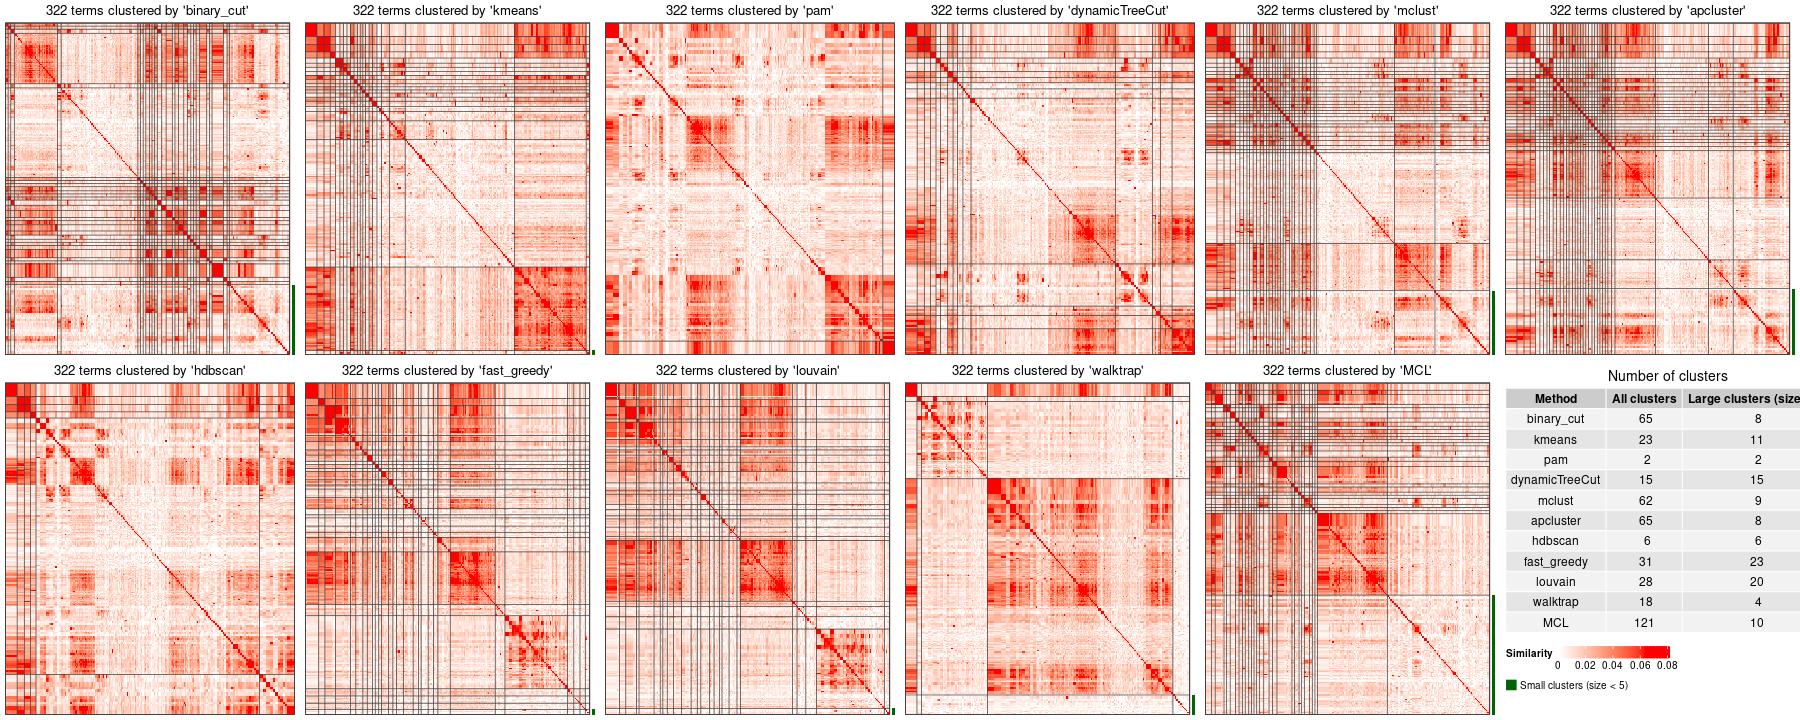 322 terms clustered by 'binary_cut'
322 terms clustered by 'kmeans'
322 terms clustered by 'pam'
322 terms clustered by 'dynamicTreeCut'
322 terms clustered by 'mclust'
322 terms clustered by 'apcluster'
322 terms clustered by 'hdbscan'
322 terms clustered by 'fast_greedy'
322 terms clustered by 'louvain'
322 terms clustered by 'walktrap'
322 terms clustered by 'MCL'
Number of clusters
Method All clusters Large clusters (size
binary_cut 65 8
kmeans 23 11
pam 2 2
dynamicTreeCut 15 15
mclust 62 9
apcluster 65 8
hdbscan 6 6
fast_greedy 31 23
louvain 28 20
walktrap 18 4
MCL 121 10
Similarity
0 0.02 0.04 0.06 0.08
Small clusters (size < 5)